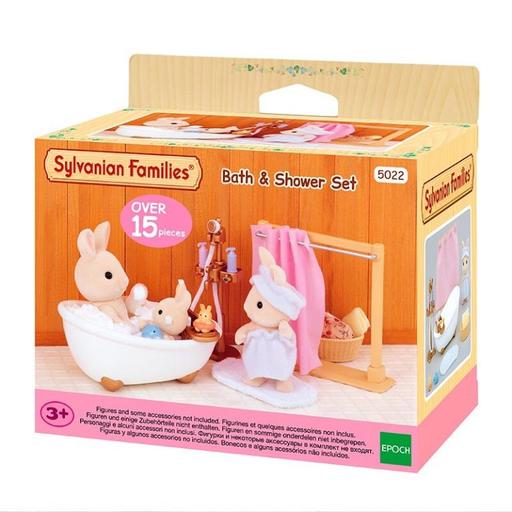 Sylvanian Families®
Bath & Shower Set
5022
OVER
15 pieces
3+
Figures and some accessories not included. Figurines et quelques accessoires non inclus.
Figuren und einige Zubehörteile nicht enthalten. Figuren en sommige onderdelen niet inbegrepen.
Personaggi e alcuni accessori non inclusi. Фигурки и некоторые аксессуары в комплект не входят.
Figuras y algunos accesorios no incluidos. Bonecos e alguns acessórios não incluídos.
EPOCH